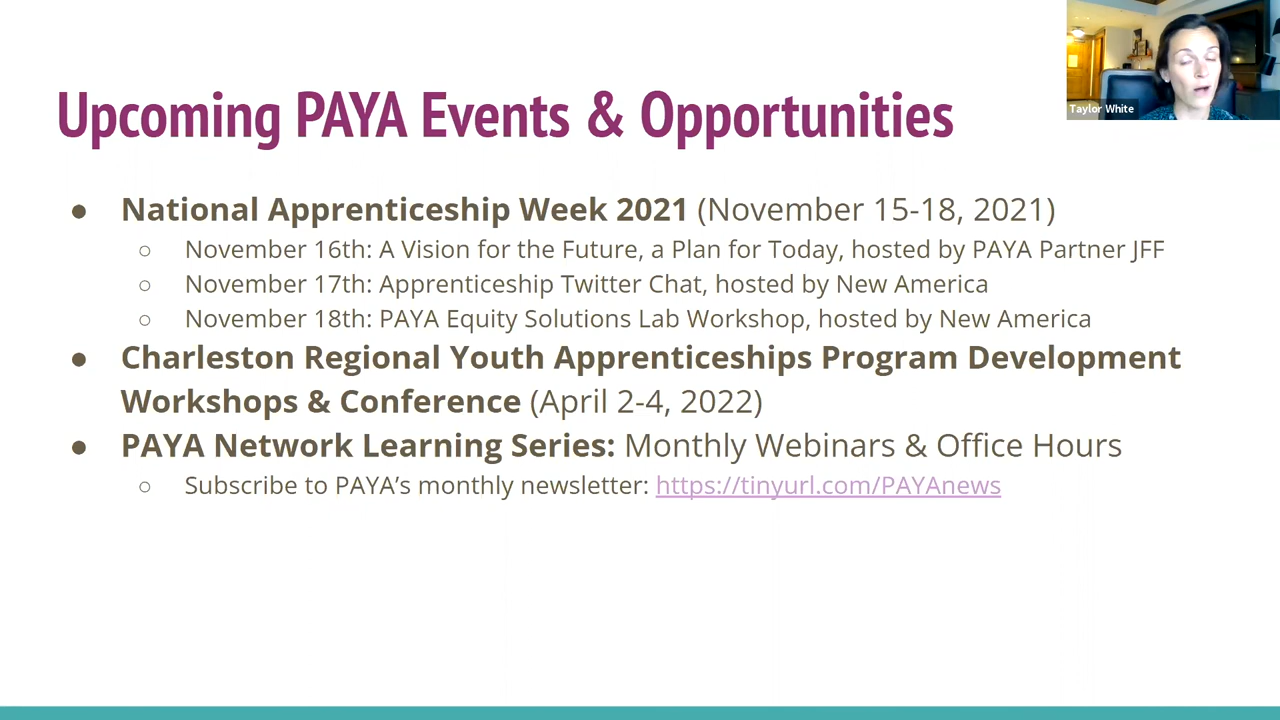 Taylor White
Upcoming PAYA Events & Opportunities
● National Apprenticeship Week 2021 (November 15-18, 2021)
○ November 16th: A Vision for the Future, a Plan for Today, hosted by PAYA Partner JFF
○ November 17th: Apprenticeship Twitter Chat, hosted by New America
○ November 18th: PAYA Equity Solutions Lab Workshop, hosted by New America
● Charleston Regional Youth Apprenticeships Program Development
Workshops & Conference (April 2-4, 2022)
● PAYA Network Learning Series: Monthly Webinars & Office Hours
○ Subscribe to PAYA’s monthly newsletter: https://tinyurl.com/PAYAnews